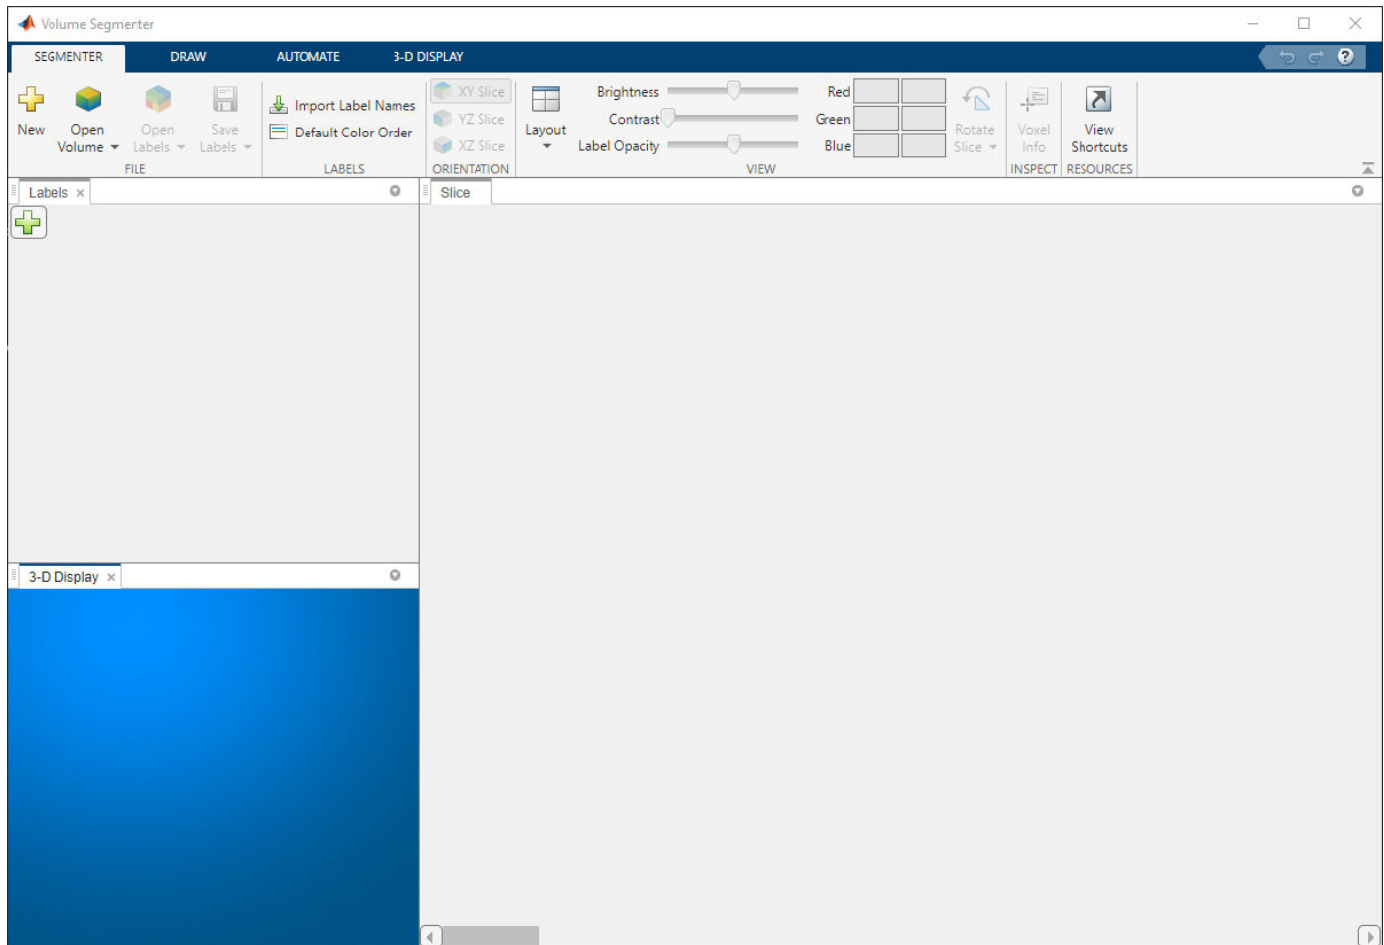 Volume Segmenter
SEGMENTER DRAW AUTOMATE 3-D DISPLAY
New
Open
Volume
Open
Labels
Save
Labels
FILE
Import Label Names
Default Color Order
LABELS
XY Slice
YZ Slice
XZ Slice
ORIENTATION
Layout
Brightness
Contrast
Label Opacity
Red
Green
Blue
Rotate
Slice
VIEW
Voxel
Info
INSPECT
View
Shortcuts
RESOURCES
Labels
Slice
3-D Display